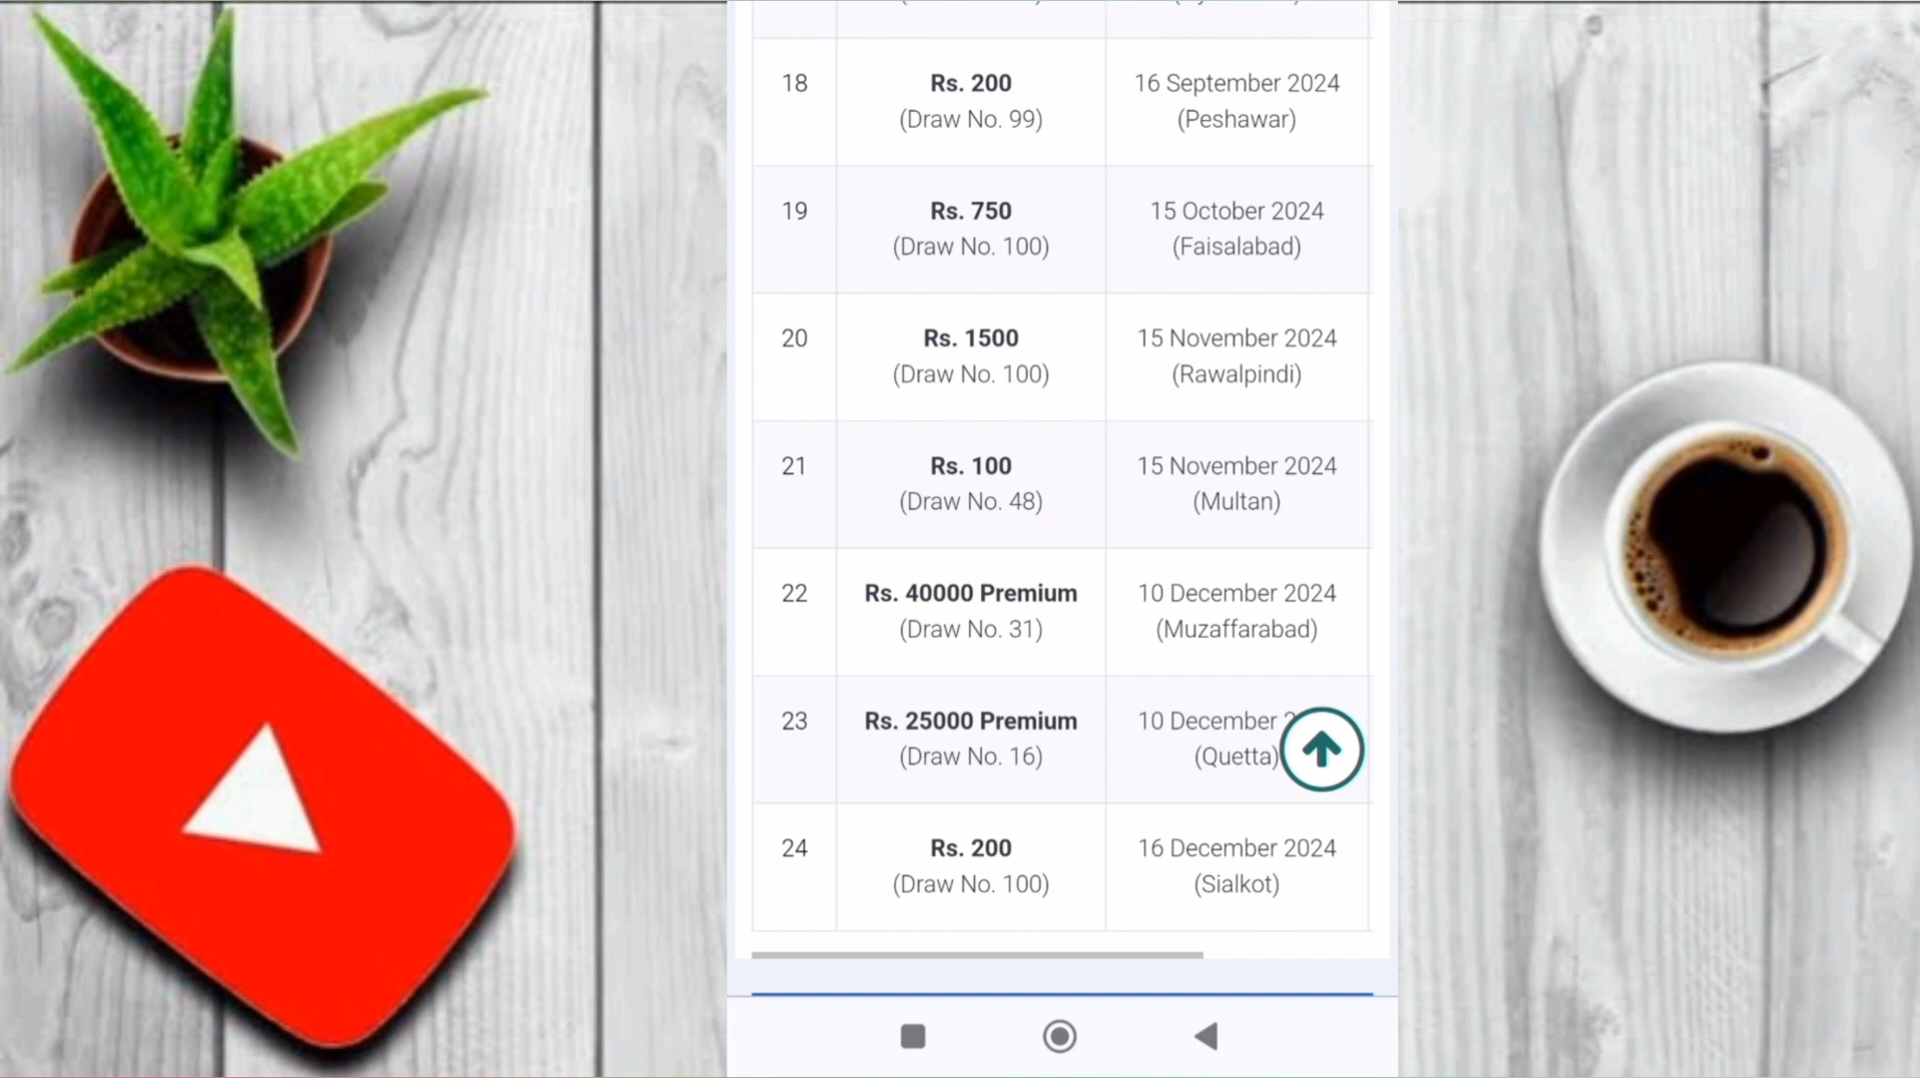 18
Rs. 200
(Draw No. 99)
16 September 2024
(Peshawar)
19
Rs. 750
(Draw No. 100)
15 October 2024
(Faisalabad)
20
Rs. 1500
(Draw No. 100)
15 November 2024
(Rawalpindi)
21
Rs. 100
(Draw No. 48)
15 November 2024
(Multan)
22
Rs. 40000 Premium
(Draw No. 31)
10 December 2024
(Muzaffarabad)
23
Rs. 25000 Premium
(Draw No. 16)
10 December
(Quetta)
24
Rs. 200
(Draw No. 100)
16 December 2024
(Sialkot)